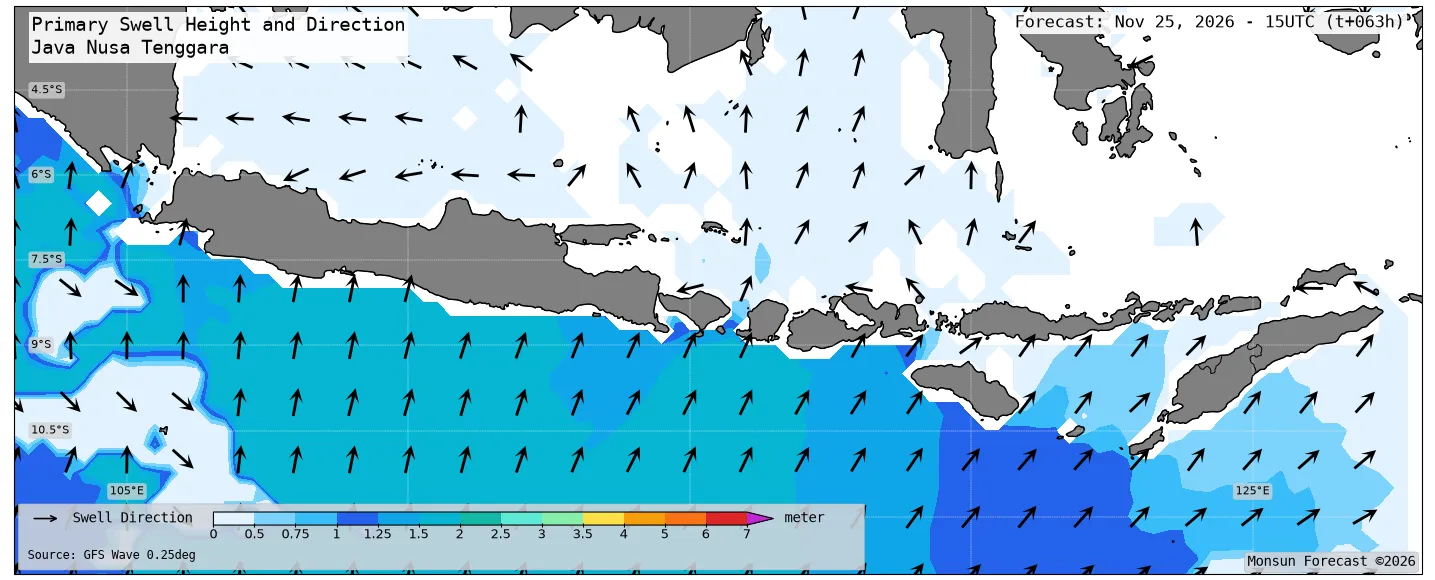 Primary Swell Height and Direction
Java Nusa Tenggara
Forecast: Nov 25, 2026 - 15UTC (t+063h)
4.5°S
6°S
7.5°S
9°S
10.5°S
105°E
125°E
Swell Direction
0 0.5 0.75 1 1.25 1.5 2 2.5 3 3.5 4 5 6 7
meter
Source: GFS Wave 0.25deg
Monsun Forecast ©2026